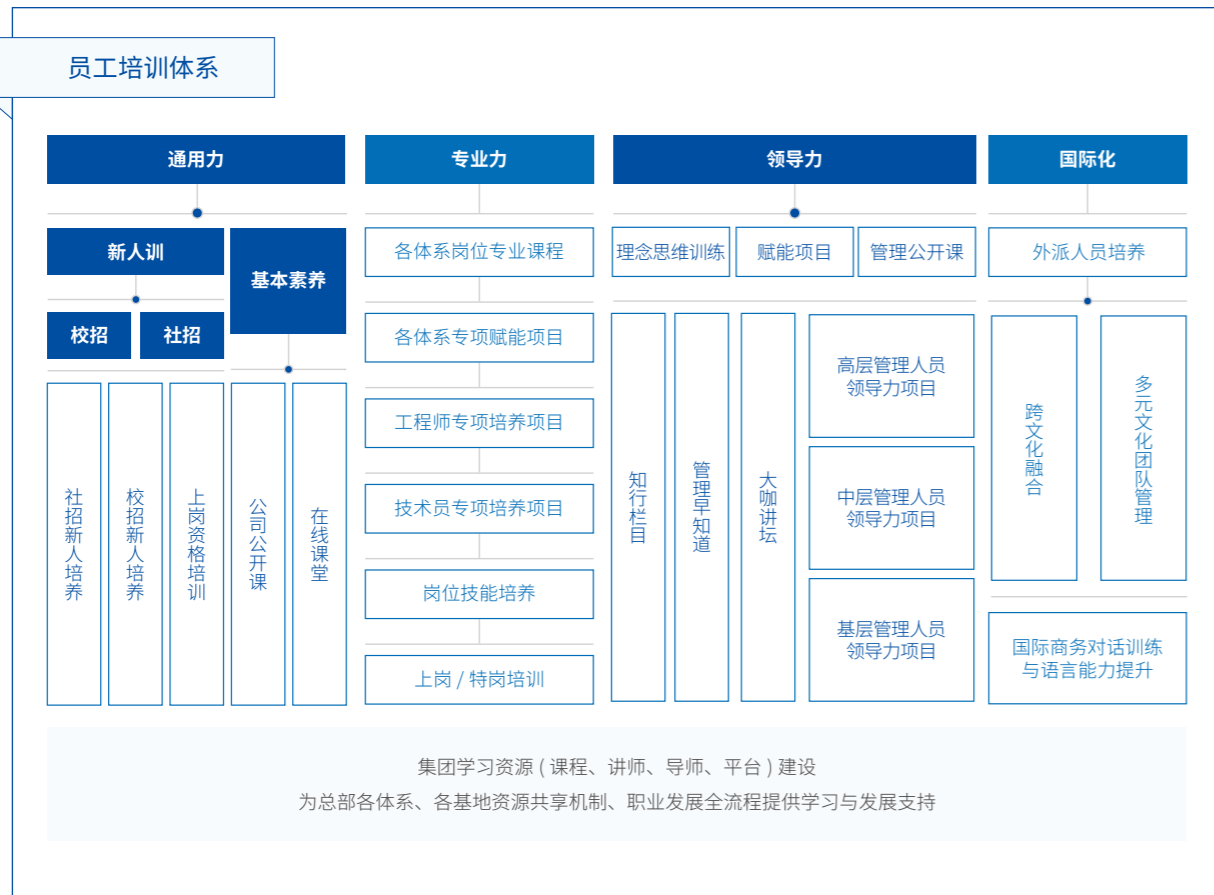 员工培训体系
通用力
专业力
领导力
国际化
新人训
基本素养
校招
社招
社招新人培养
校招新人培养
上岗资格培训
公司公开课
在线课堂
各体系岗位专业课程
各体系专项赋能项目
工程师专项培养项目
技术员专项培养项目
岗位技能培养
上岗 / 特岗培训
理念思维训练
赋能项目
管理公开课
知行栏目
管理早知道
大咖讲坛
高层管理人员
领导力项目
中层管理人员
领导力项目
基层管理人员
领导力项目
外派人员培养
跨文化融合
多元文化团队管理
国际商务对话训练
与语言能力提升
集团学习资源 ( 课程、讲师、导师、平台 ) 建设
为总部各体系、各基地资源共享机制、职业发展全流程提供学习与发展支持